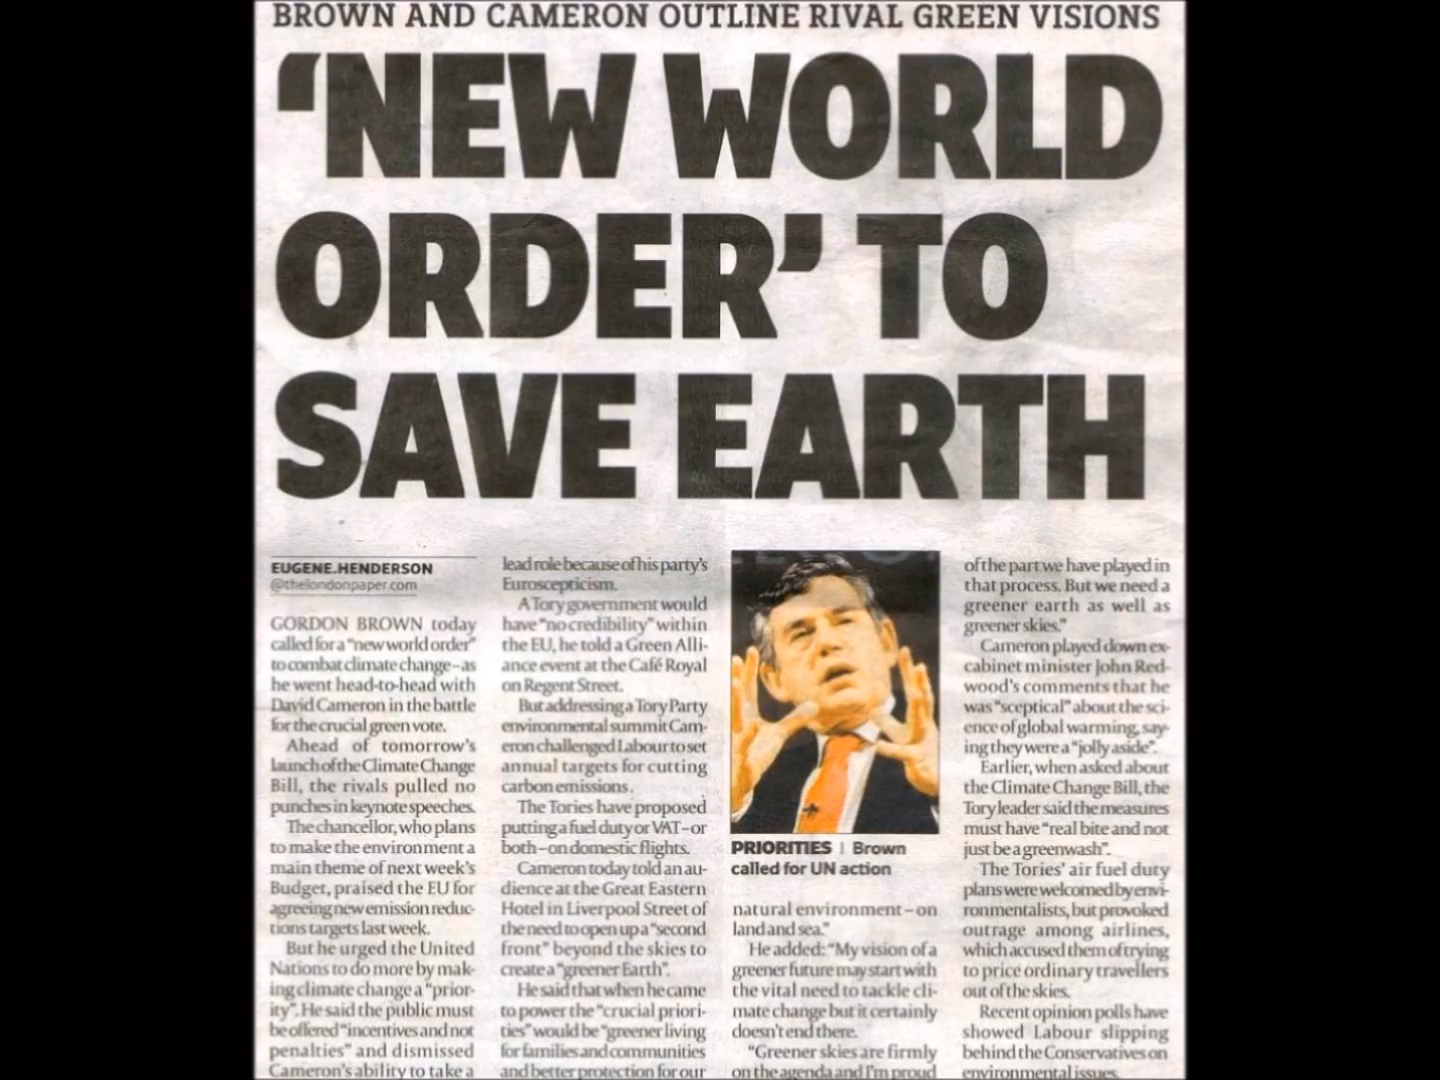 BROWN AND CAMERON OUTLINE RIVAL GREEN VISIONS
‘NEW WORLD
ORDER’ TO
SAVE EARTH
EUGENE.HENDERSON
@thelondonpaper.com
GORDON BROWN today
called for a “new world order”
to combat climate change – as
he went head-to-head with
David Cameron in the battle
for the crucial green vote.
Ahead of tomorrow’s
launch of the Climate Change
Bill, the rivals pulled no
punches in keynote speeches.
The chancellor, who plans
to make the environment a
main theme of next week’s
Budget, praised the EU for
agreeing new emission reduc-
tions targets last week.
But he urged the United
Nations to do more by mak-
ing climate change a “prior-
ity”. He said the public must
be offered “incentives and not
penalties” and dismissed
Cameron’s ability to take a
lead role because of his party’s
Euroscepticism.
A Tory government would
have “no credibility” within
the EU, he told a Green Alli-
ance event at the Café Royal
on Regent Street.
But addressing a Tory Party
environmental summit Cam-
eron challenged Labour to set
annual targets for cutting
carbon emissions.
The Tories have proposed
putting a fuel duty or VAT – or
both – on domestic flights.
Cameron today told an au-
dience at the Great Eastern
Hotel in Liverpool Street of
the need to open up a “second
front” beyond the skies to
create a “greener Earth”.
He said that when he came
to power the “crucial priori-
ties” would be “greener living
for families and communities
and better protection for our
PRIORITIES | Brown
called for UN action
natural environment – on
land and sea.”
He added: “My vision of a
greener future may start with
the vital need to tackle cli-
mate change but it certainly
doesn’t end there.
“Greener skies are firmly
on the agenda and I’m proud
of the part we have played in
that process. But we need a
greener earth as well as
greener skies.”
Cameron played down ex-
cabinet minister John Red-
wood’s comments that he
was “sceptical” about the sci-
ence of global warming, say-
ing they were a “jolly aside”.
Earlier, when asked about
the Climate Change Bill, the
Tory leader said the measures
must have “real bite and not
just be a greenwash”.
The Tories’ air fuel duty
plans were welcomed by envi-
ronmentalists, but provoked
outrage among airlines,
which accused them of trying
to price ordinary travellers
out of the skies.
Recent opinion polls have
showed Labour slipping
behind the Conservatives on
environmental issues.